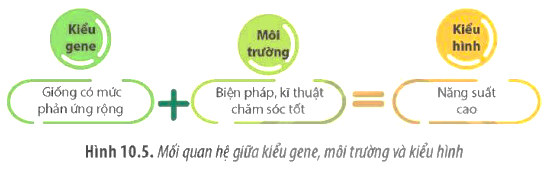 Kiểu
gene
Môi
trường
Kiểu
hình
Giống có mức
phản ứng rộng
+
Biện pháp, kĩ thuật
chăm sóc tốt
=
Năng suất
cao
Hình 10.5. Mối quan hệ giữa kiểu gene, môi trường và kiểu hình